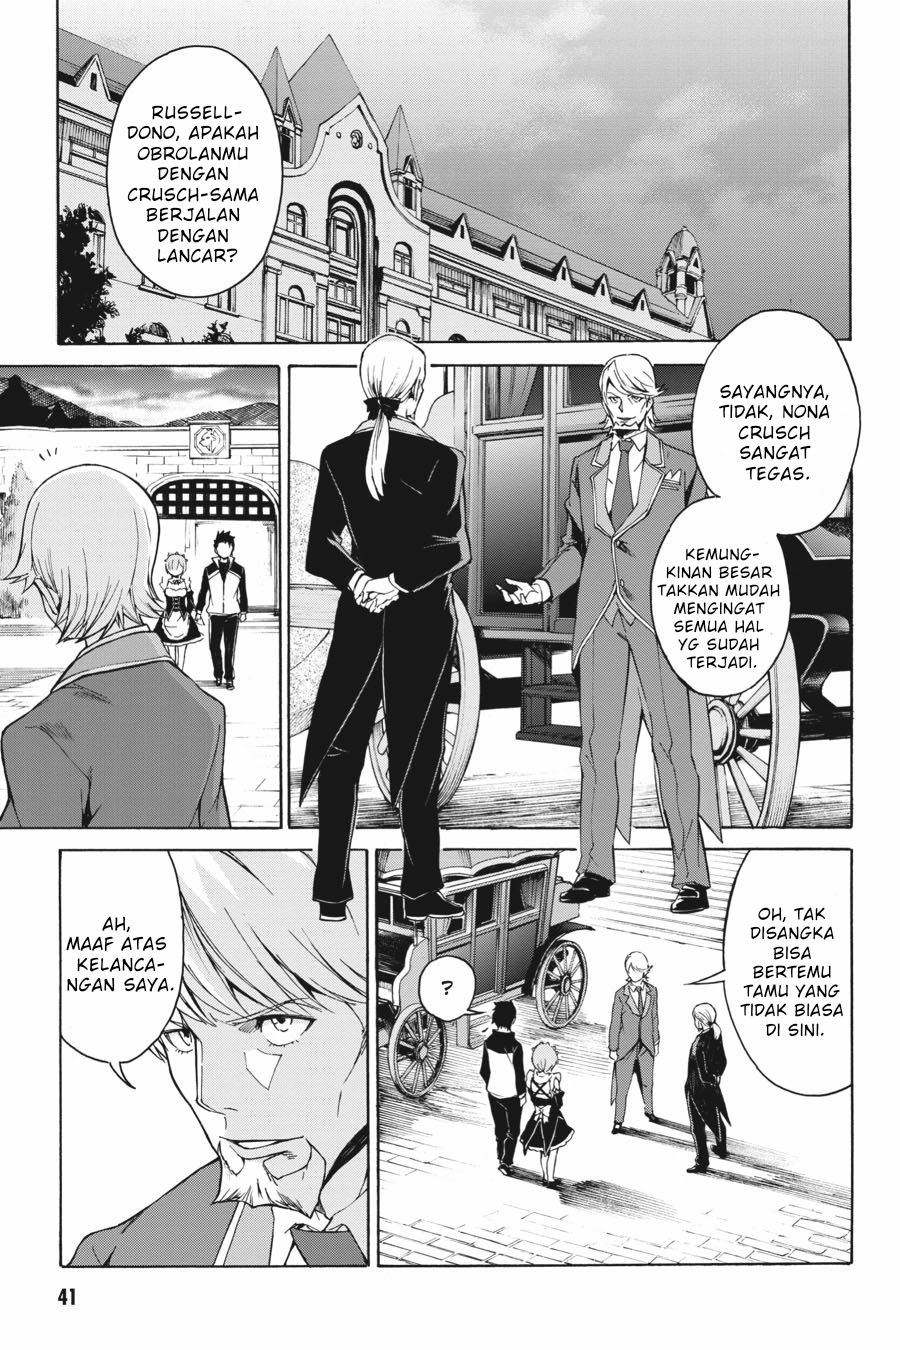 RUSSELL-
DONO, APAKAH
OBROLANMU
DENGAN
CRUSCH-SAMA
BERJALAN
DENGAN
LANCAR?
SAYANGNYA,
TIDAK, NONA
CRUSCH
SANGAT
TEGAS.
KEMUNG-
KINAN BESAR
TAKKAN MUDAH
MENGINGAT
SEMUA HAL
YG SUDAH
TERJADI.
OH, TAK
DISANGKA
BISA
BERTEMU
TAMU YANG
TIDAK BIASA
DI SINI.
?
AH,
MAAF ATAS
KELANCA-
NGAN SAYA.
41